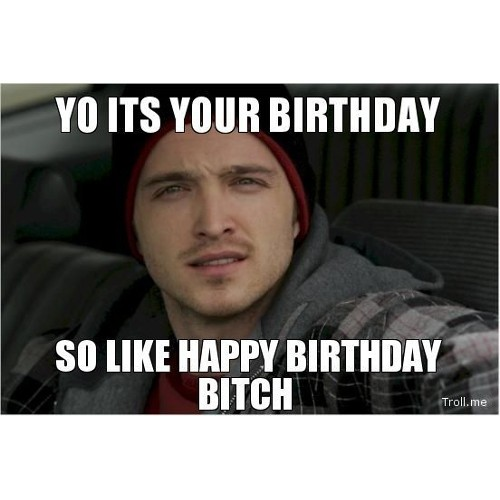 YO ITS YOUR BIRTHDAY
SO LIKE HAPPY BIRTHDAY
BITCH
Troll.me